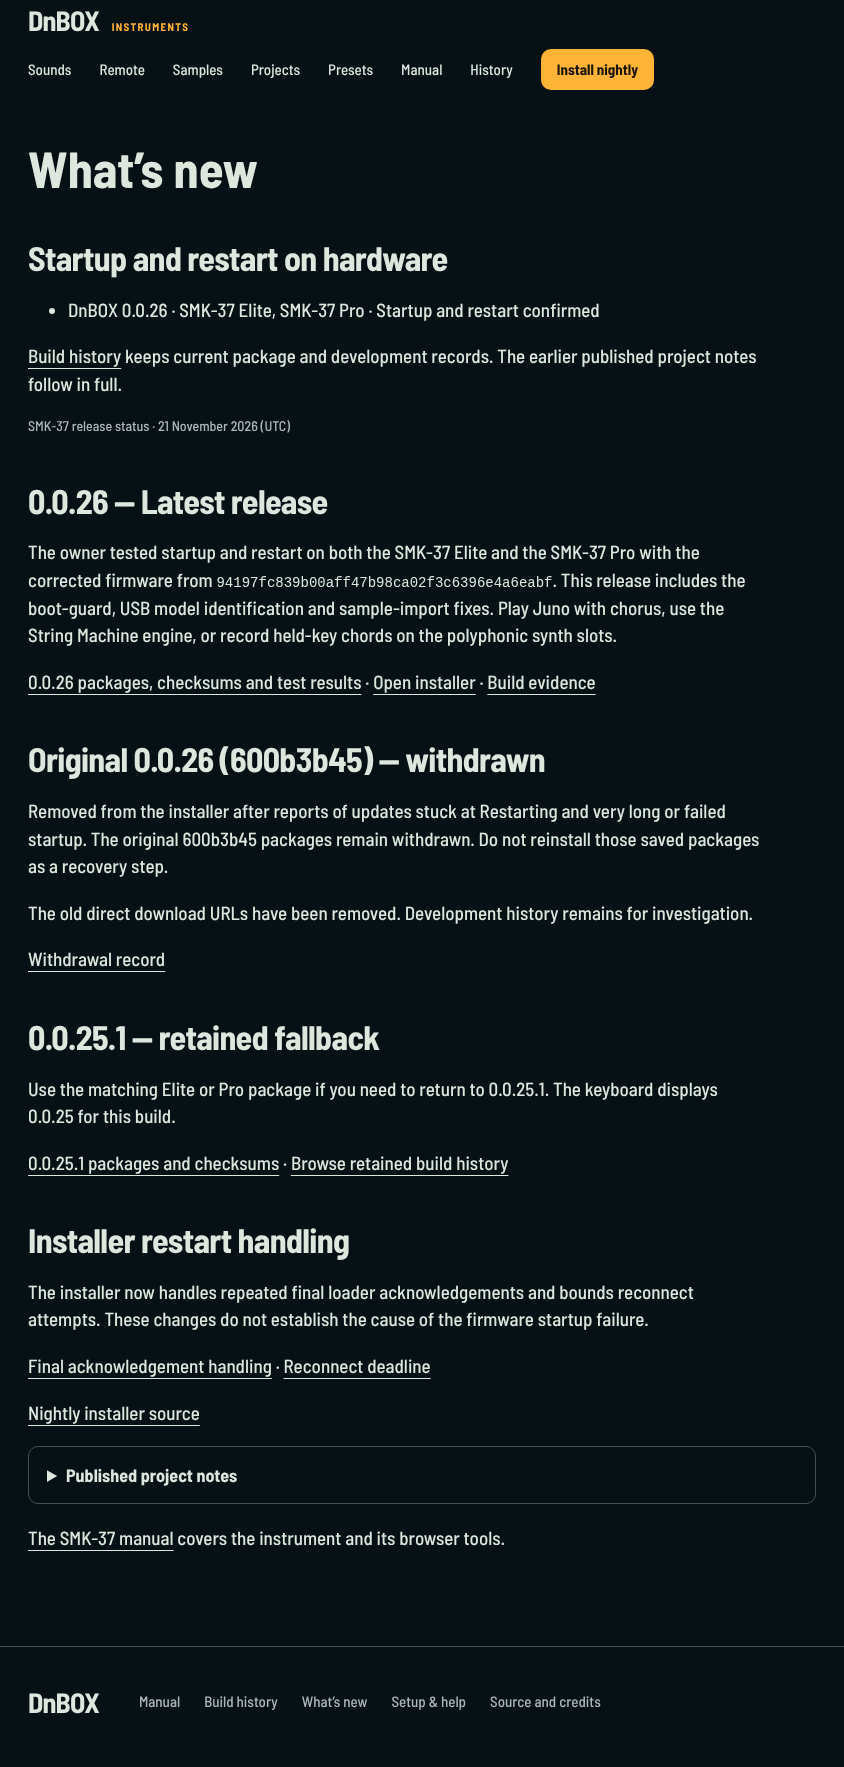 DnBOX INSTRUMENTS
Sounds Remote Samples Projects Presets Manual History Install nightly
What’s new
Startup and restart on hardware
• DnBOX 0.0.26 · SMK-37 Elite, SMK-37 Pro · Startup and restart confirmed
Build history keeps current package and development records. The earlier published project notes
follow in full.
SMK-37 release status · 21 November 2026 (UTC)
0.0.26 — Latest release
The owner tested startup and restart on both the SMK-37 Elite and the SMK-37 Pro with the
corrected firmware from 94197fc839b00aff47b98ca02f3c6396e4a6eabf. This release includes the
boot-guard, USB model identification and sample-import fixes. Play Juno with chorus, use the
String Machine engine, or record held-key chords on the polyphonic synth slots.
0.0.26 packages, checksums and test results · Open installer · Build evidence
Original 0.0.26 (600b3b45) — withdrawn
Removed from the installer after reports of updates stuck at Restarting and very long or failed
startup. The original 600b3b45 packages remain withdrawn. Do not reinstall those saved packages
as a recovery step.
The old direct download URLs have been removed. Development history remains for investigation.
Withdrawal record
0.0.25.1 — retained fallback
Use the matching Elite or Pro package if you need to return to 0.0.25.1. The keyboard displays
0.0.25 for this build.
0.0.25.1 packages and checksums · Browse retained build history
Installer restart handling
The installer now handles repeated final loader acknowledgements and bounds reconnect
attempts. These changes do not establish the cause of the firmware startup failure.
Final acknowledgement handling · Reconnect deadline
Nightly installer source
▶ Published project notes
The SMK-37 manual covers the instrument and its browser tools.
DnBOX Manual Build history What’s new Setup & help Source and credits